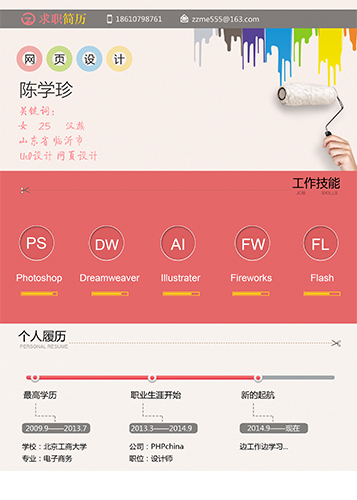 求职简历 18610798761 zzme555@163.com
网页设计
陈学珍
关键词:
女 25 汉族
山东省 临沂市
UED设计 网页设计
工作技能
JOB SKILLS
PS DW AI FW FL
Photoshop Dreamweaver Illustrater Fireworks Flash
个人履历
PERSONAL RESUME
最高学历 职业生涯开始 新的起航
2009.9——2013.7 2013.3——2014.9 2014.9——现在
学校:北京工商大学 公司:PHPchina 边工作边学习...
专业:电子商务 职位:设计师